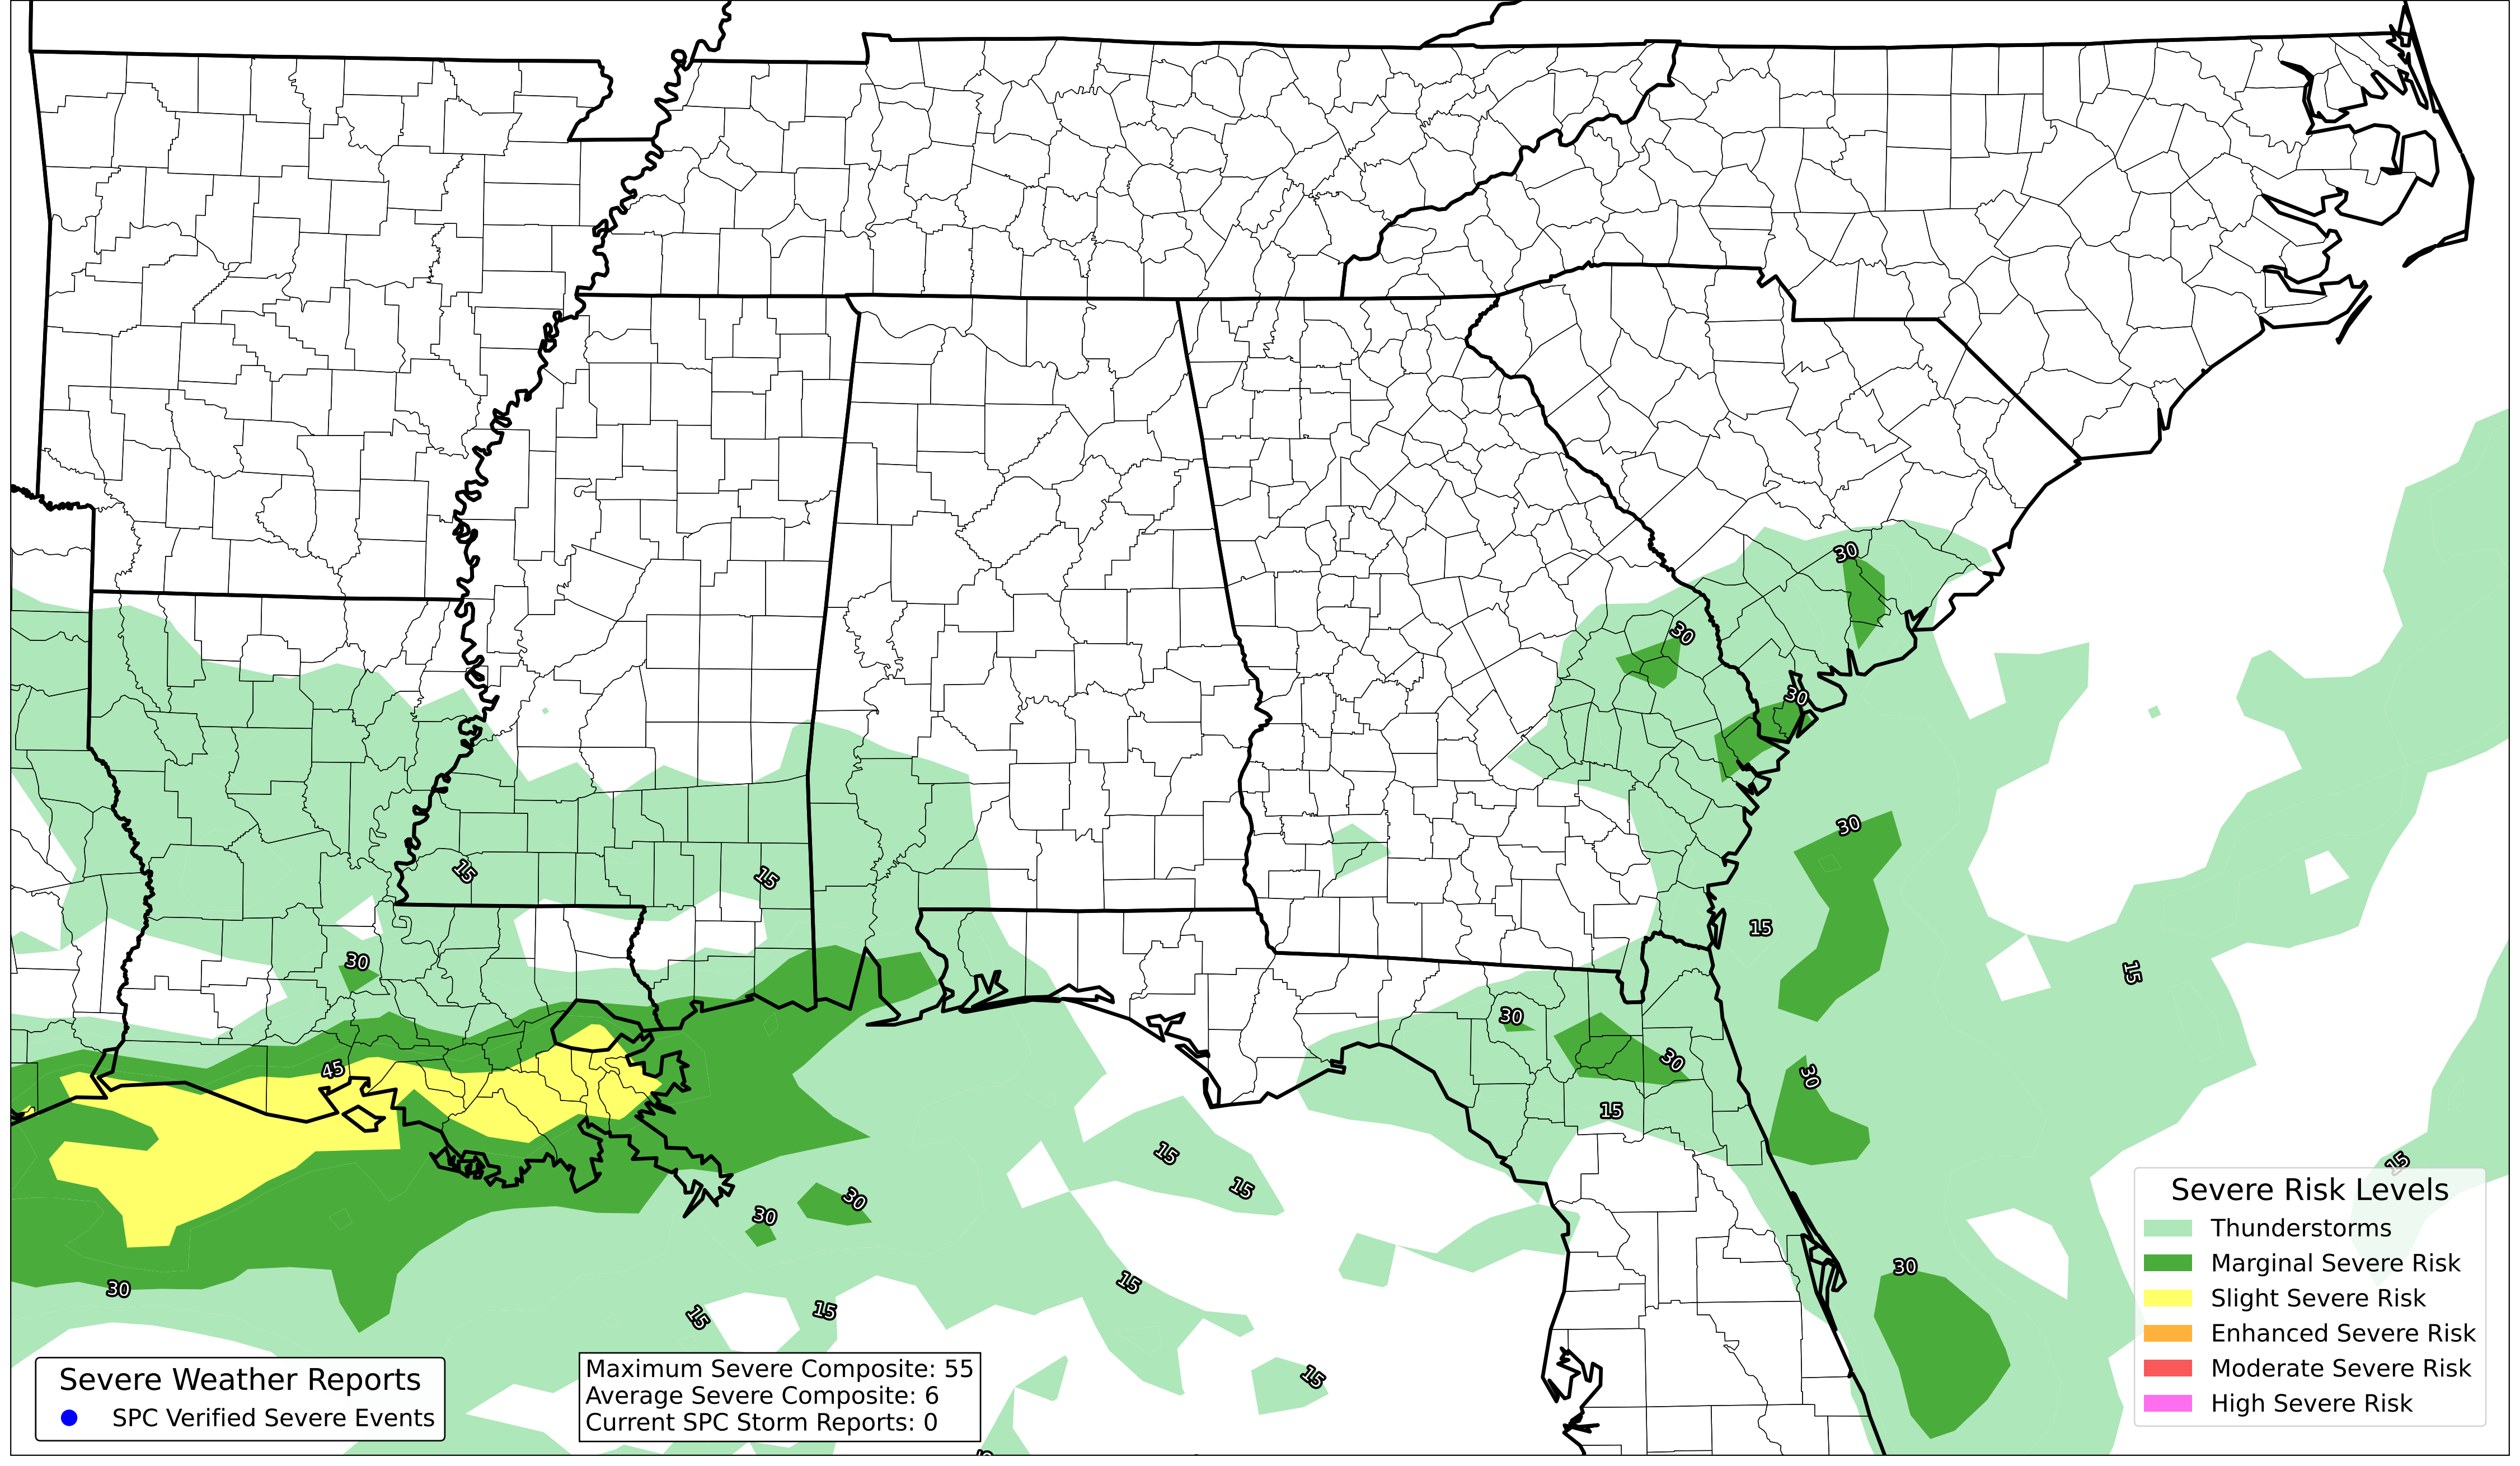 30
30
30
30
15
15
15
30
15
30
30
45
30
30
15
15
15
15
30
30
30
15
30
15
15
15
Severe Risk Levels
Thunderstorms
Marginal Severe Risk
Slight Severe Risk
Enhanced Severe Risk
Moderate Severe Risk
High Severe Risk
Severe Weather Reports
SPC Verified Severe Events
Maximum Severe Composite: 55
Average Severe Composite: 6
Current SPC Storm Reports: 0